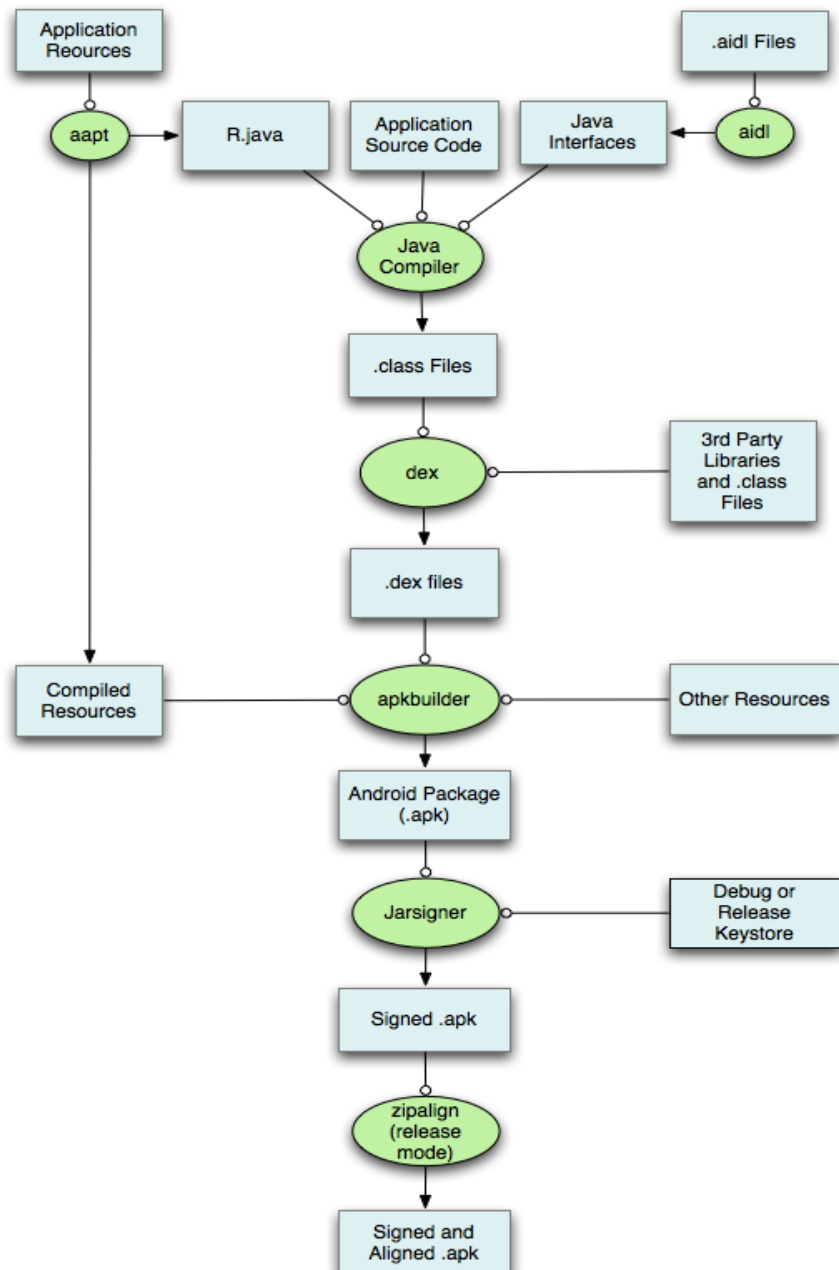 Application
Reources
.aidl Files
aapt
R.java
Application
Source Code
Java
Interfaces
aidl
Java
Compiler
.class Files
dex
3rd Party
Libraries
and .class
Files
.dex files
Compiled
Resources
apkbuilder
Other Resources
Android Package
(.apk)
Jarsigner
Debug or
Release
Keystore
Signed .apk
zipalign
(release
mode)
Signed and
Aligned .apk